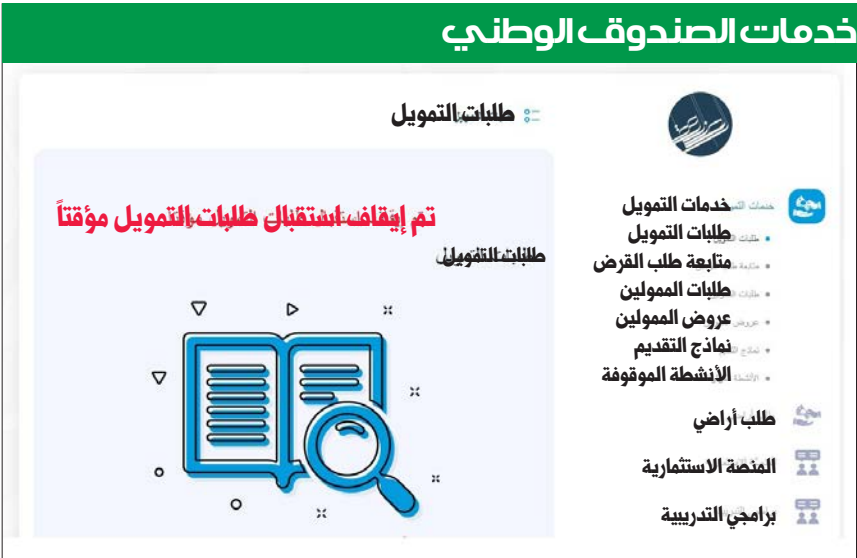 خدمات الصندوق الوطني
طلبات التمويل
تم إيقاف استقبال طلبات التمويل مؤقتاً
طلبات التمويل
خدمات التمويل
طلبات التمويل
متابعة طلب القرض
طلبات الممولين
عروض الممولين
نماذج التقديم
الأنشطة الموقوفة
طلب أراضي
المنصة الاستثمارية
برامجي التدريبية